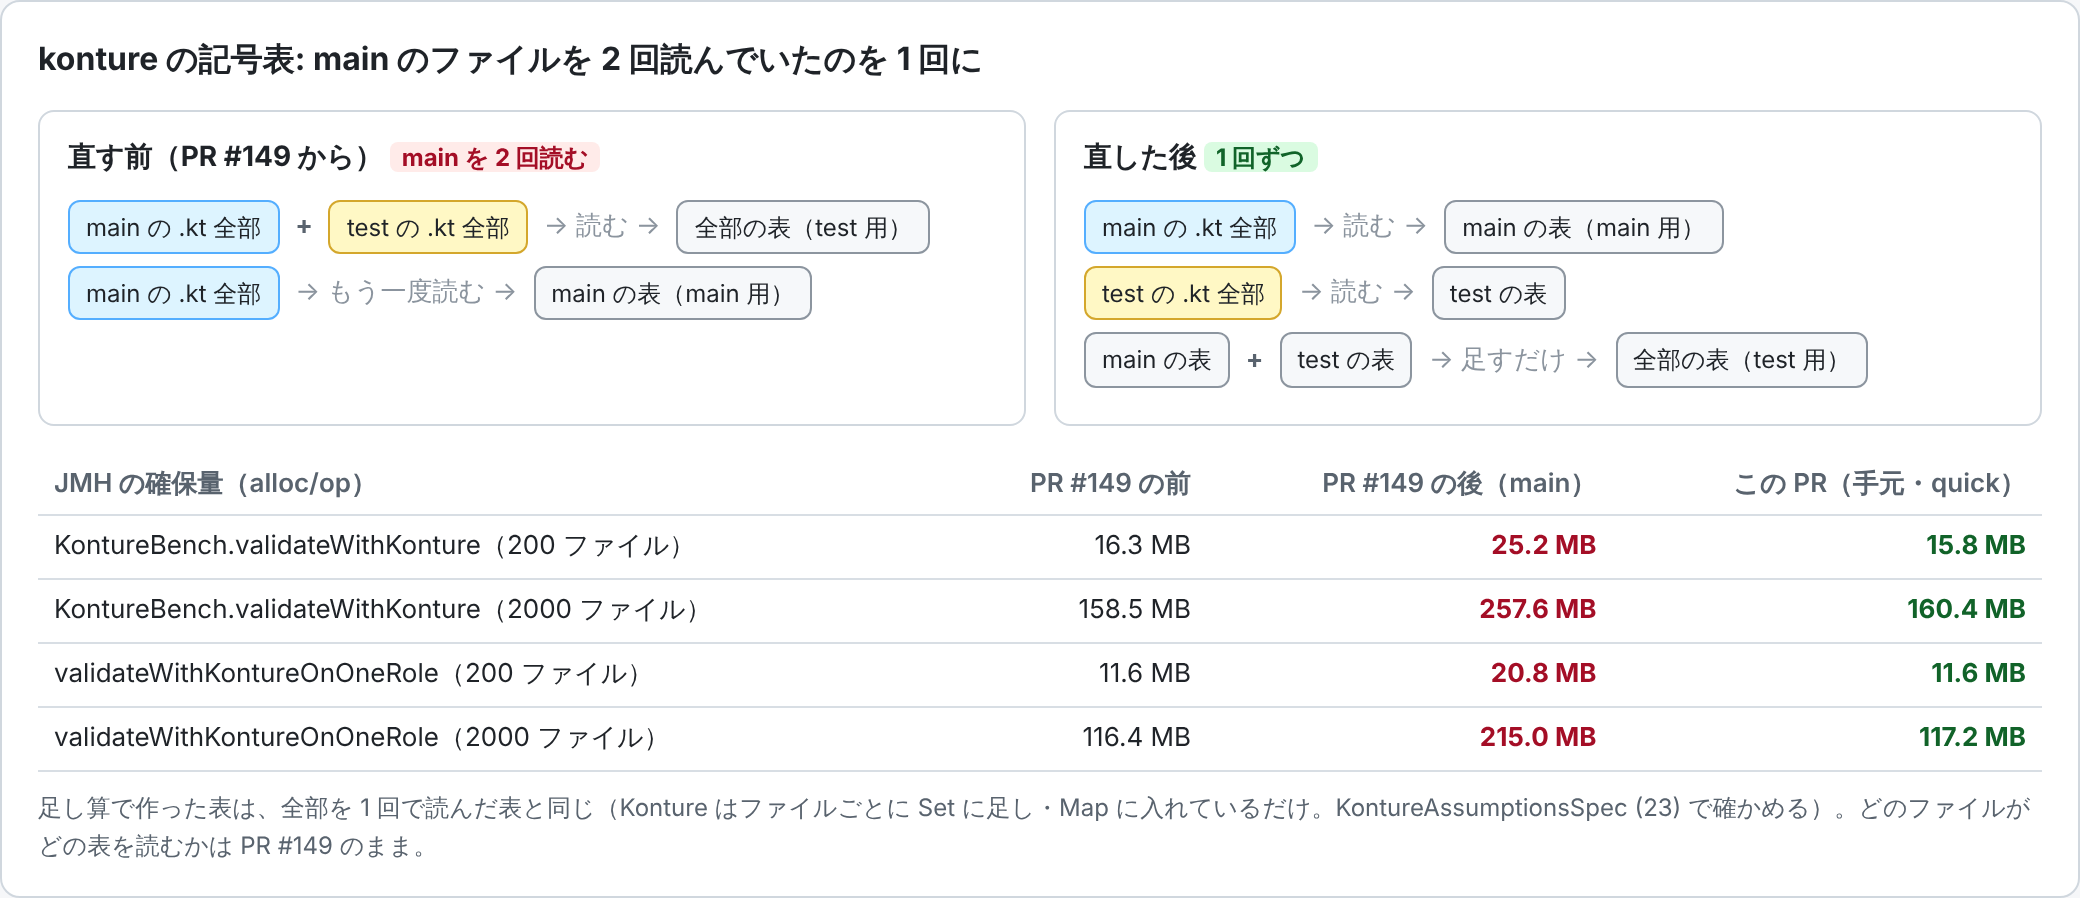 konture の記号表: main のファイルを 2 回読んでいたのを 1 回に
直す前（PR #149 から） main を 2 回読む
main の .kt 全部 + test の .kt 全部 → 読む → 全部の表（test 用）
main の .kt 全部 → もう一度読む → main の表（main 用）
直した後 1 回ずつ
main の .kt 全部 → 読む → main の表（main 用）
test の .kt 全部 → 読む → test の表
main の表 + test の表 → 足すだけ → 全部の表（test 用）
JMH の確保量（alloc/op） PR #149 の前 PR #149 の後（main） この PR（手元・quick）
KontureBench.validateWithKonture（200 ファイル） 16.3 MB 25.2 MB 15.8 MB
KontureBench.validateWithKonture（2000 ファイル） 158.5 MB 257.6 MB 160.4 MB
validateWithKontureOnOneRole（200 ファイル） 11.6 MB 20.8 MB 11.6 MB
validateWithKontureOnOneRole（2000 ファイル） 116.4 MB 215.0 MB 117.2 MB
足し算で作った表は、全部を 1 回で読んだ表と同じ（Konture はファイルごとに Set に足し・Map に入れているだけ。KontureAssumptionsSpec (23) で確かめる）。どのファイルが
どの表を読むかは PR #149 のまま。